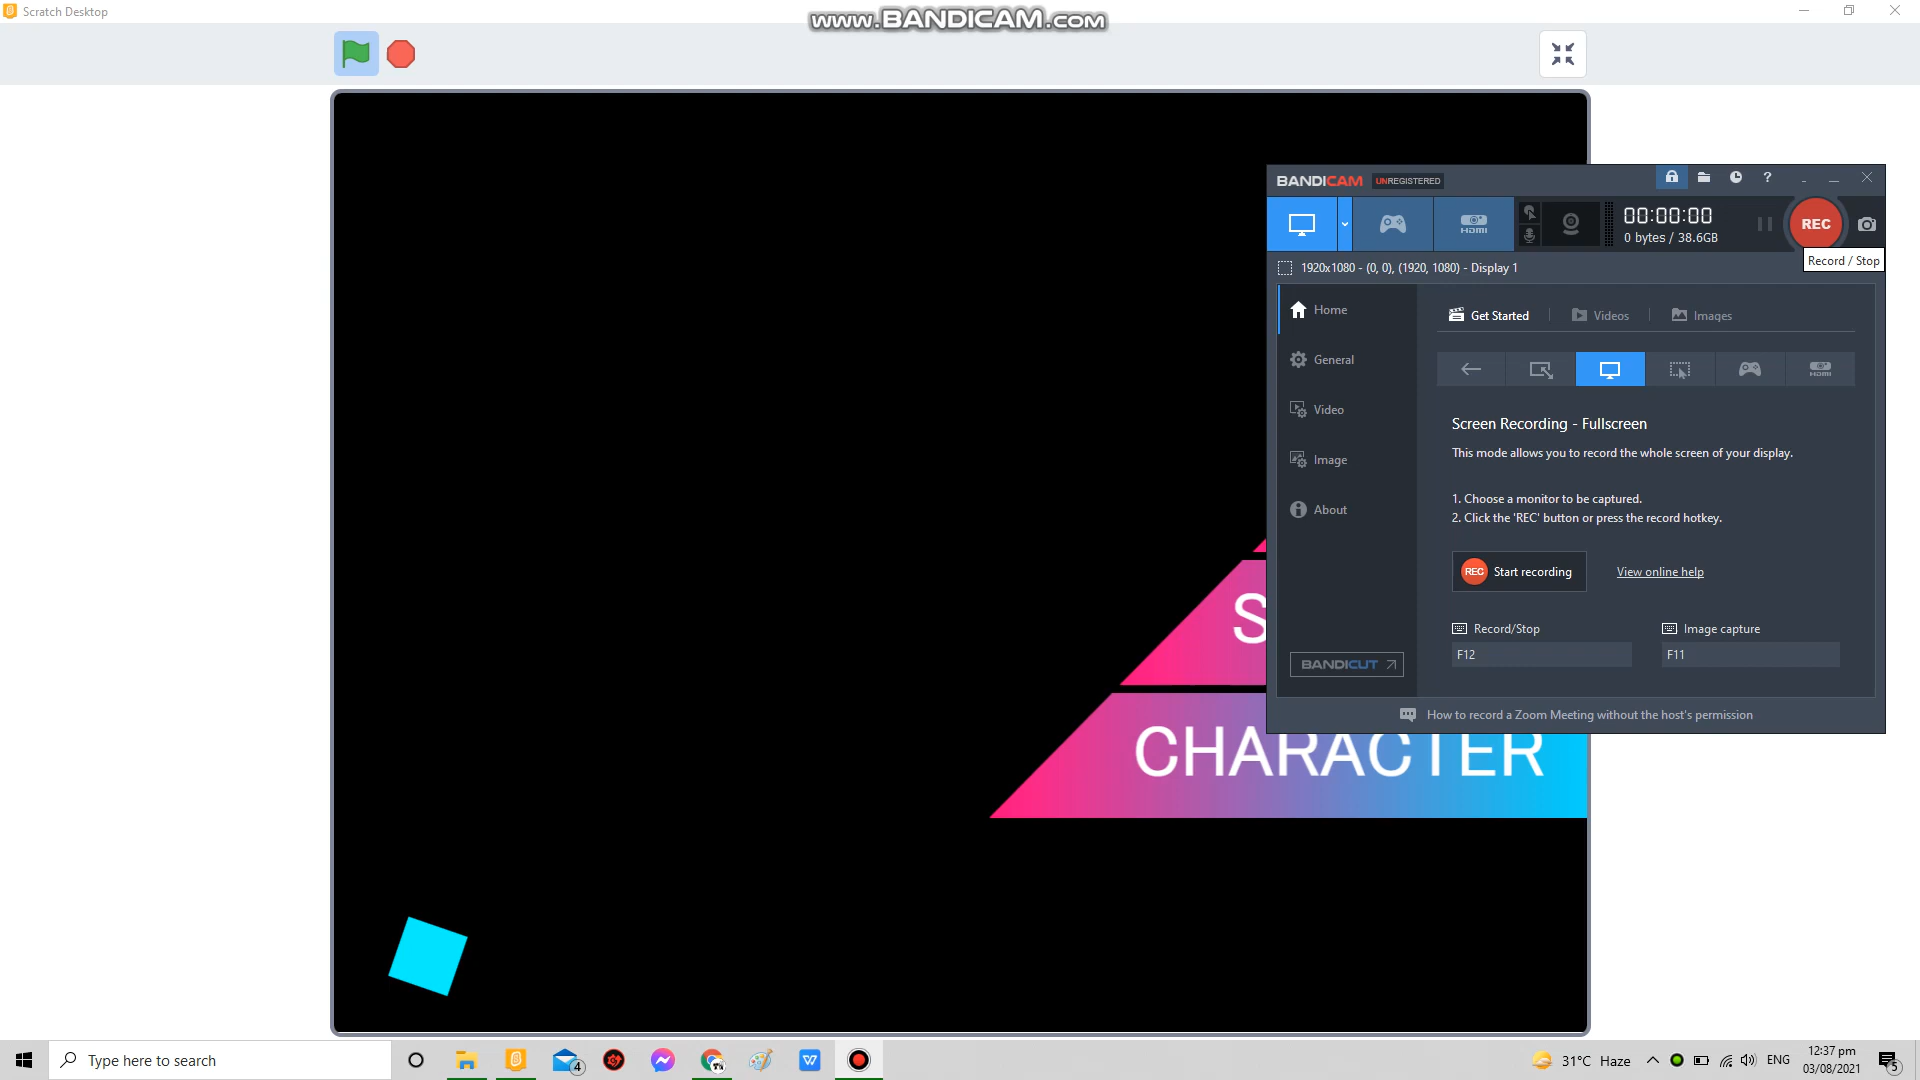 Scratch Desktop
www.BANDICAM.com
BANDICAM UNREGISTERED
?
HDMI
00:00:00
0 bytes / 38.6GB
REC
Record / Stop
1920x1080 - (0, 0), (1920, 1080) - Display 1
Home
General
Video
Image
About
BANDICUT
Get Started
Videos
Images
HDMI
Screen Recording - Fullscreen
This mode allows you to record the whole screen of your display.
1. Choose a monitor to be captured.
2. Click the 'REC' button or press the record hotkey.
REC Start recording
View online help
Record/Stop
Image capture
F12
F11
How to record a Zoom Meeting without the host's permission
S
CHARACTER
Type here to search
4
W
31°C Haze
ENG
12:37 pm
03/08/2021
5